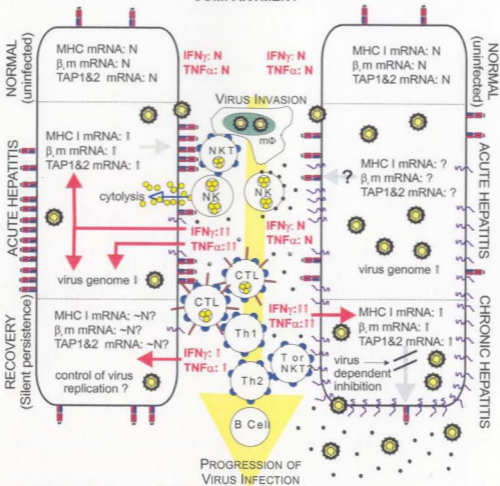 NORMAL
(uninfected)
MHC mRNA: N
β2m mRNA: N
TAP1&2 mRNA: N
IFNγ: N
TNFα: N
IFNγ: N
TNFα: N
MHC I mRNA: N
β2m mRNA: N
TAP1&2 mRNA: N
NORMAL
(uninfected)
VIRUS INVASION
mΦ
ACUTE HEPATITIS
MHC I mRNA: ↑
β2m mRNA: ↑
TAP1&2 mRNA: ↑
NKT
cytolysis
NK
NK
IFNγ:↑↑
TNFα:↑↑
IFNγ: N
TNFα: N
virus genome ↓
?
MHC I mRNA: ?
β2m mRNA: ?
TAP1&2 mRNA: ?
virus genome ↑
ACUTE HEPATITIS
CTL
CTL
RECOVERY
(Silent persistence)
MHC I mRNA: ~N?
β2m mRNA: ~N?
TAP1&2 mRNA: ~N?
IFNγ: ↑
TNFα: ↑
control of virus
replication ?
IFNγ:↑↑
TNFα:↑↑
Th1
T or
NKT?
Th2
B Cell
MHC I mRNA: ↑
β2m mRNA: ↑
TAP1&2 mRNA: ↑
virus
dependent
inhibition
CHRONIC HEPATITIS
PROGRESSION OF
VIRUS INFECTION